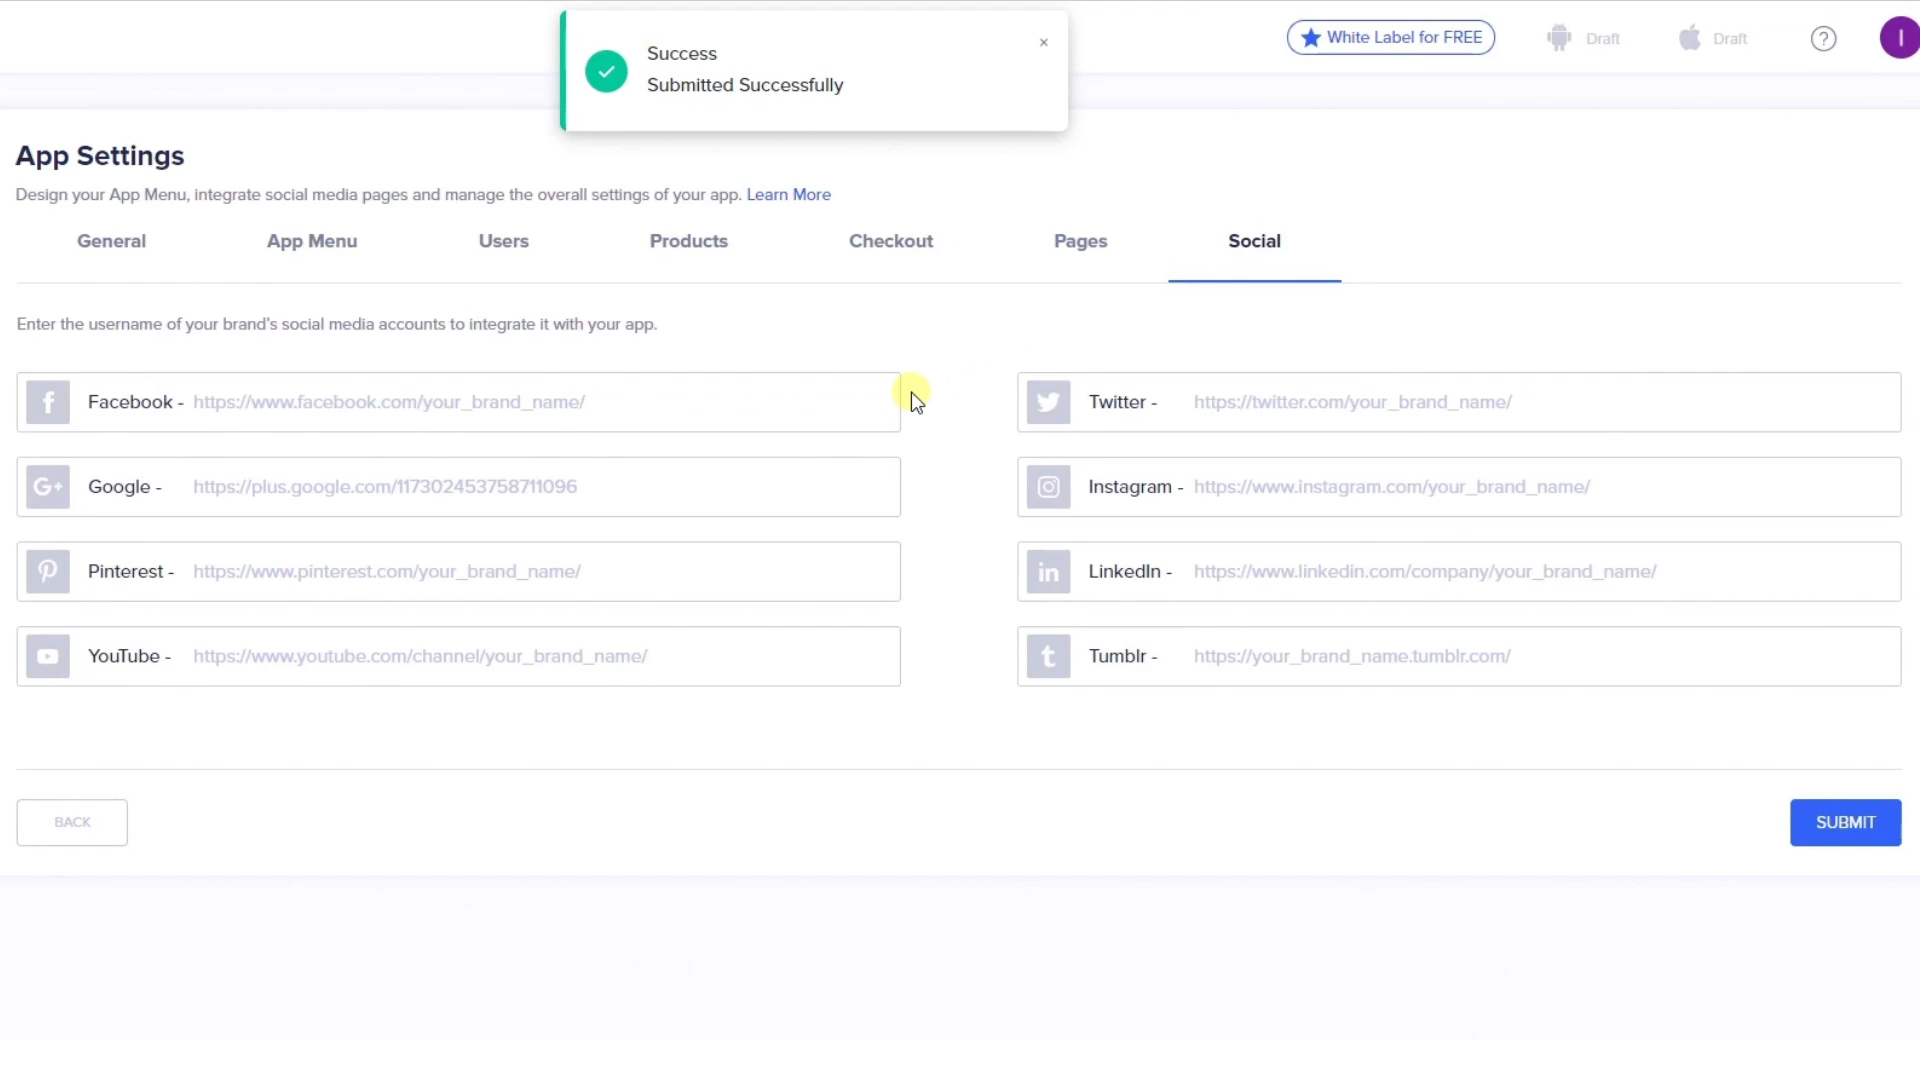 Success
Submitted Successfully
×
White Label for FREE
Draft
Draft
?
I
App Settings
Design your App Menu, integrate social media pages and manage the overall settings of your app. Learn More
General
App Menu
Users
Products
Checkout
Pages
Social
Enter the username of your brand's social media accounts to integrate it with your app.
f Facebook - https://www.facebook.com/your_brand_name/
Twitter - https://twitter.com/your_brand_name/
G+ Google - https://plus.google.com/117302453758711096
Instagram - https://www.instagram.com/your_brand_name/
Pinterest - https://www.pinterest.com/your_brand_name/
in LinkedIn - https://www.linkedin.com/company/your_brand_name/
YouTube - https://www.youtube.com/channel/your_brand_name/
t Tumblr - https://your_brand_name.tumblr.com/
BACK
SUBMIT